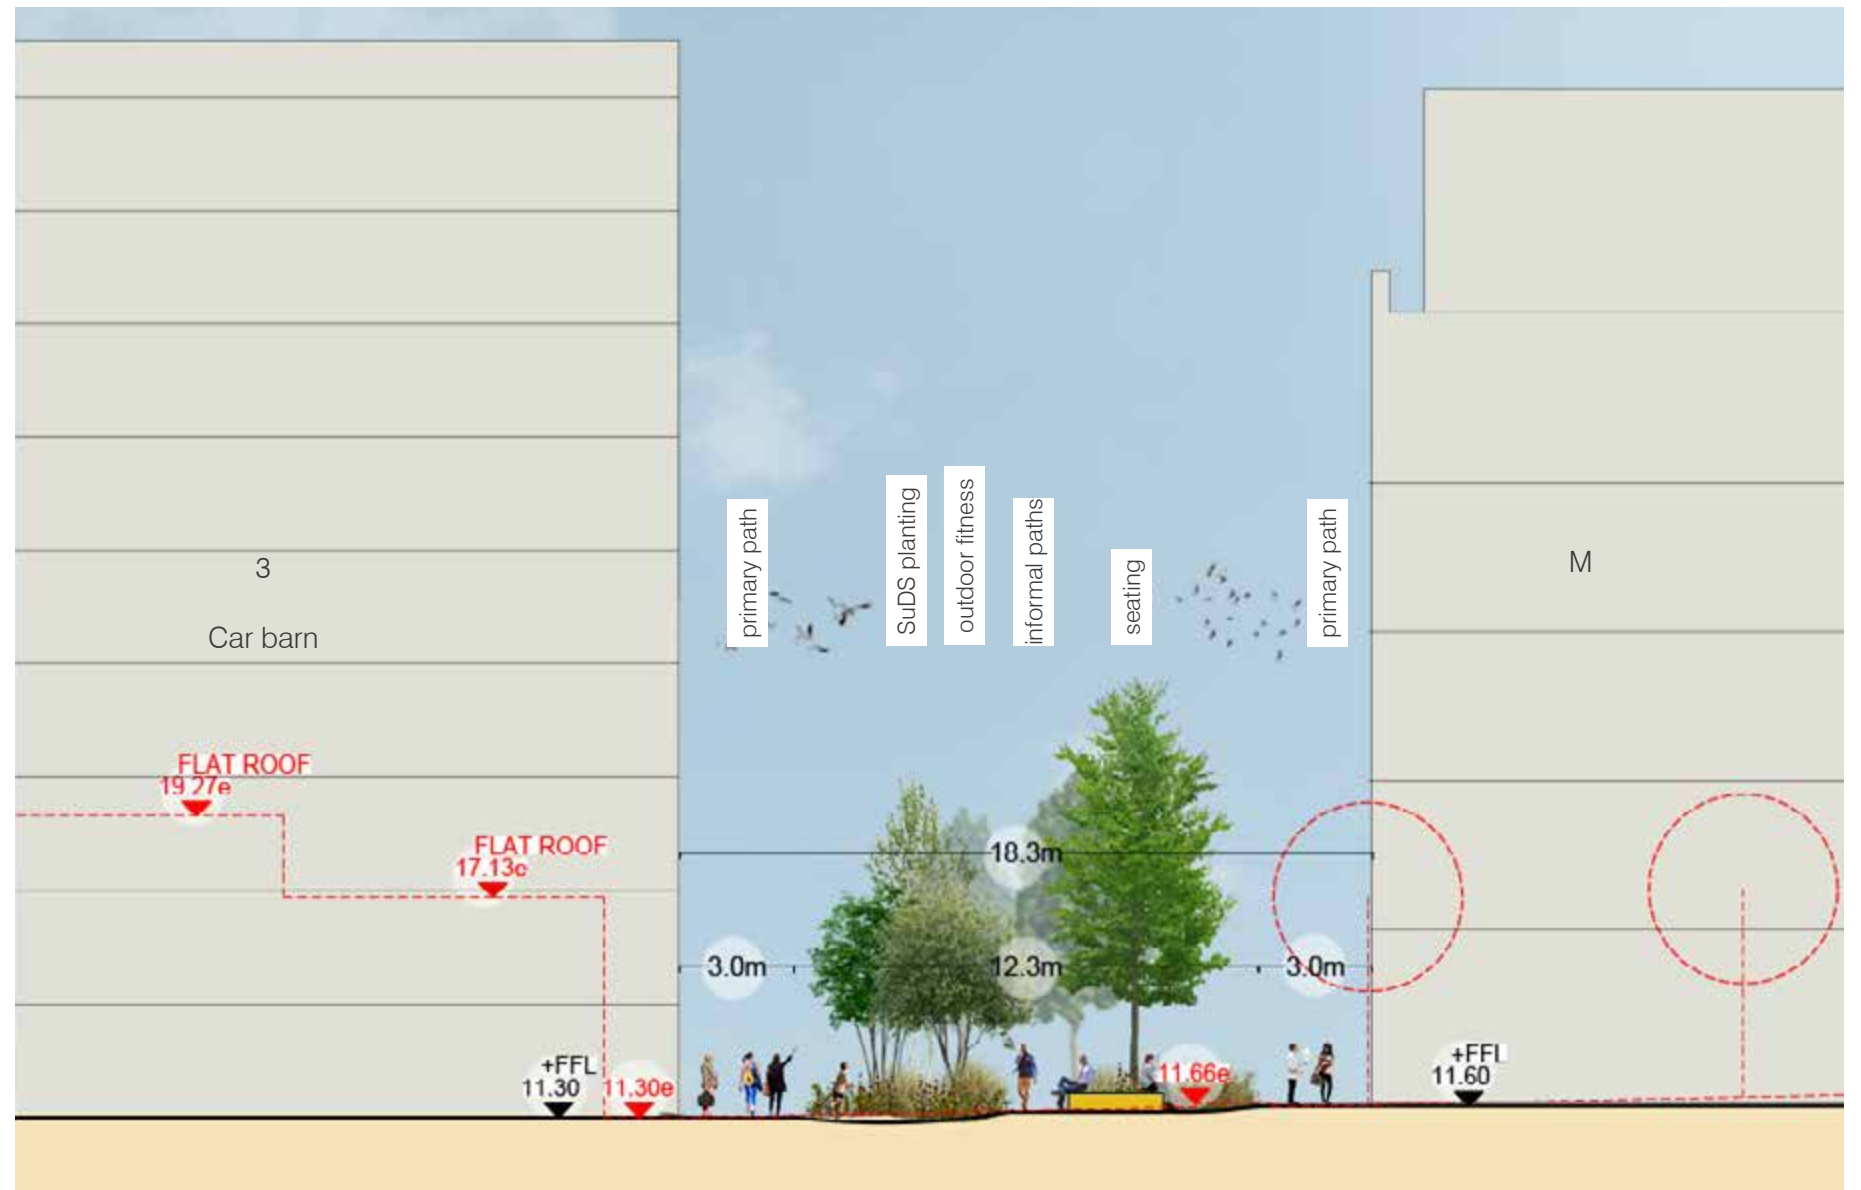 primary path
SuDS planting
outdoor fitness
informal paths
seating
primary path
3
Car barn
M
FLAT ROOF
19.27e
FLAT ROOF
17.13e
18.3m
3.0m
12.3m
3.0m
+FFL
11.30
11.30e
11.66e
+FFL
11.60